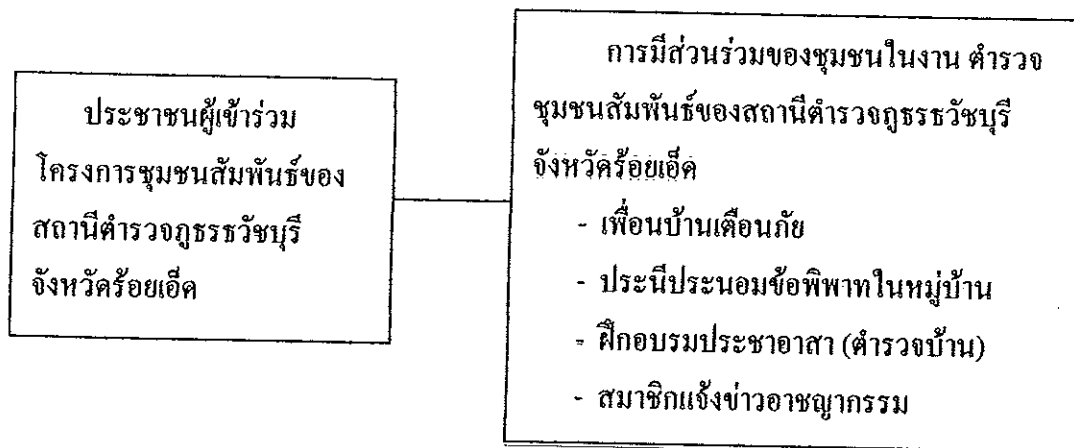 ประชาชนผู้เข้าร่วม
โครงการชุมชนสัมพันธ์ของ
สถานีตำรวจภูธรธวัชบุรี
จังหวัดร้อยเอ็ด
การมีส่วนร่วมของชุมชนในงาน ตำรวจ
ชุมชนสัมพันธ์ของสถานีตำรวจภูธรธวัชบุรี
จังหวัดร้อยเอ็ด
- เพื่อนบ้านเตือนภัย
- ประนีประนอมข้อพิพาทในหมู่บ้าน
- ฝึกอบรมประชาอาสา (ตำรวจบ้าน)
- สมาชิกแจ้งข่าวอาชญากรรม